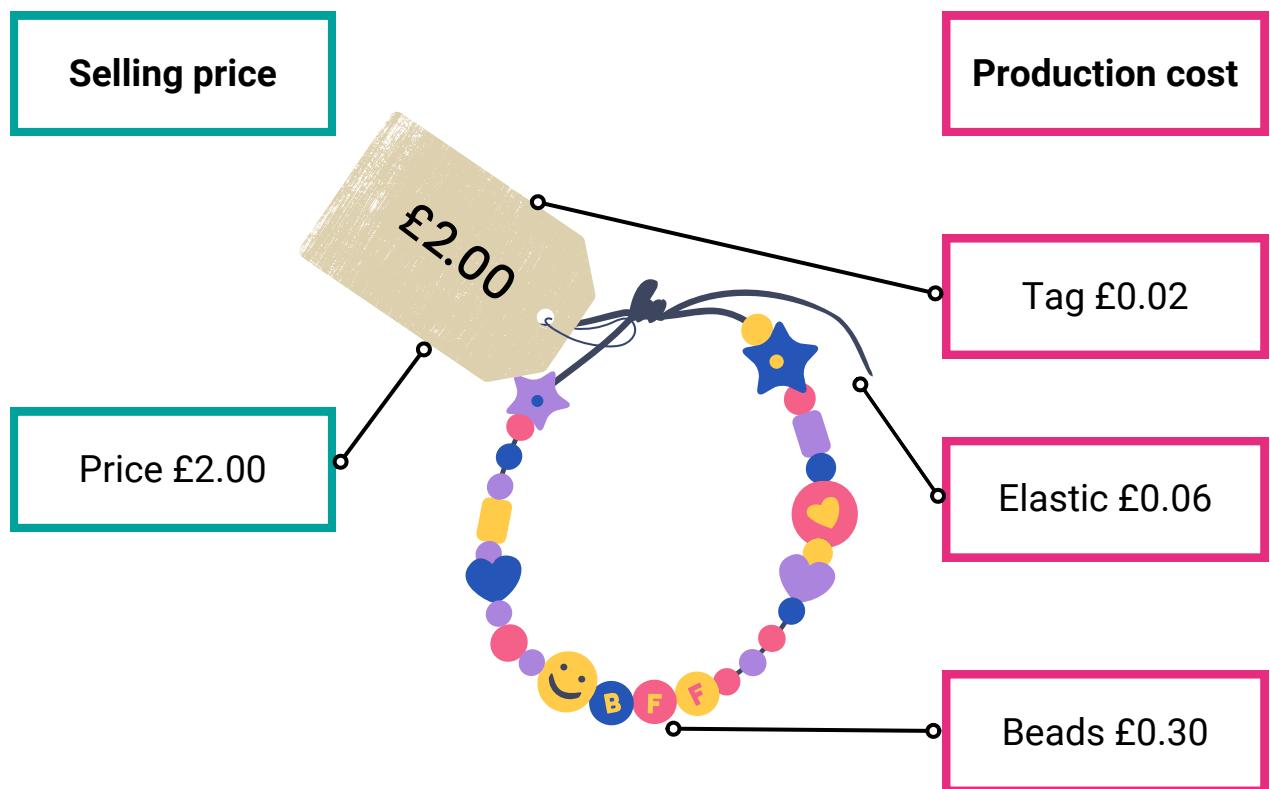 Selling price
Production cost
£2.00
Tag £0.02
Price £2.00
Elastic £0.06
B F F
Beads £0.30